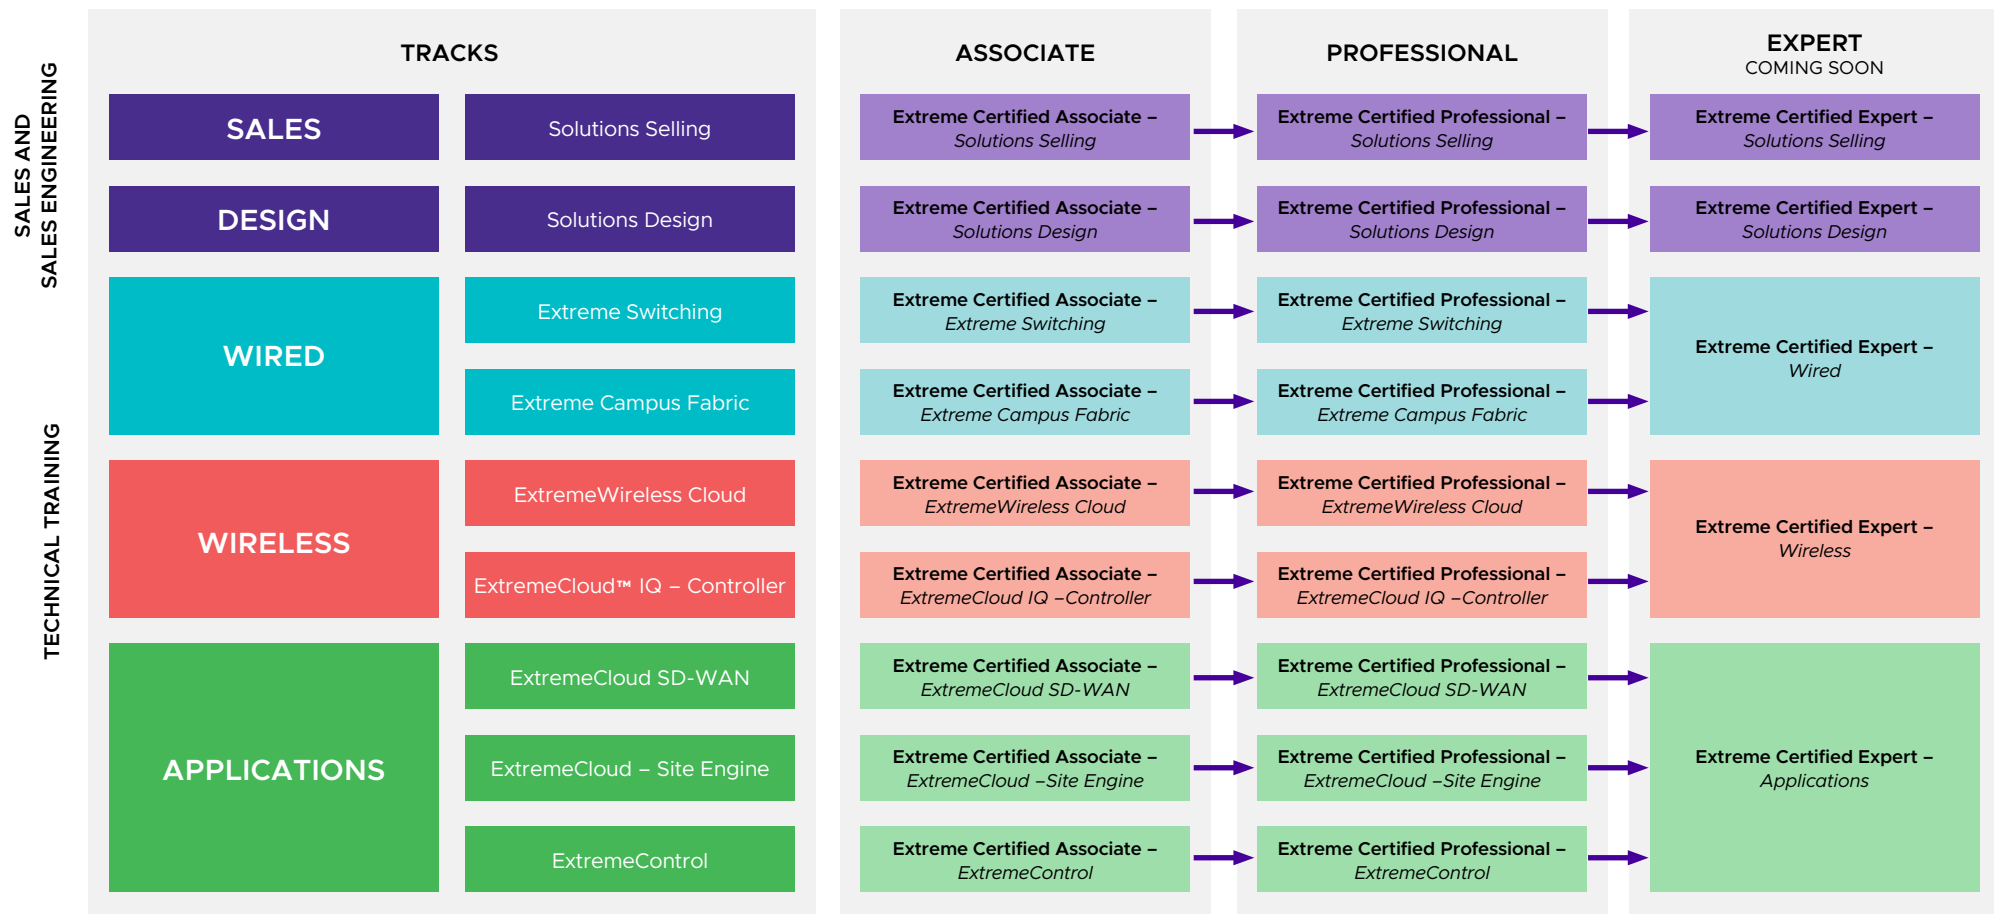 SALES AND
SALES ENGINEERING
TECHNICAL TRAINING
TRACKS
ASSOCIATE
PROFESSIONAL
EXPERT
COMING SOON
SALES
Solutions Selling
Extreme Certified Associate –
Solutions Selling
Extreme Certified Professional –
Solutions Selling
Extreme Certified Expert –
Solutions Selling
DESIGN
Solutions Design
Extreme Certified Associate –
Solutions Design
Extreme Certified Professional –
Solutions Design
Extreme Certified Expert –
Solutions Design
WIRED
Extreme Switching
Extreme Certified Associate –
Extreme Switching
Extreme Certified Professional –
Extreme Switching
Extreme Campus Fabric
Extreme Certified Associate –
Extreme Campus Fabric
Extreme Certified Professional –
Extreme Campus Fabric
Extreme Certified Expert –
Wired
WIRELESS
ExtremeWireless Cloud
Extreme Certified Associate –
ExtremeWireless Cloud
Extreme Certified Professional –
ExtremeWireless Cloud
ExtremeCloud™ IQ – Controller
Extreme Certified Associate –
ExtremeCloud IQ –Controller
Extreme Certified Professional –
ExtremeCloud IQ –Controller
Extreme Certified Expert –
Wireless
APPLICATIONS
ExtremeCloud SD-WAN
Extreme Certified Associate –
ExtremeCloud SD-WAN
Extreme Certified Professional –
ExtremeCloud SD-WAN
ExtremeCloud – Site Engine
Extreme Certified Associate –
ExtremeCloud –Site Engine
Extreme Certified Professional –
ExtremeCloud –Site Engine
Extreme Certified Expert –
Applications
ExtremeControl
Extreme Certified Associate –
ExtremeControl
Extreme Certified Professional –
ExtremeControl